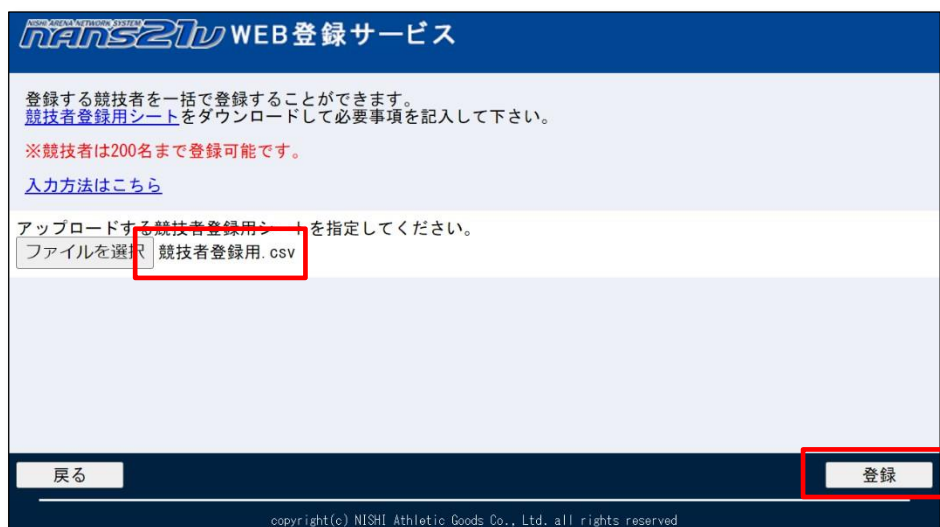 NISHI ARENA NETWORK SYSTEM
NANS21V WEB登録サービス
登録する競技者を一括で登録することができます。
競技者登録用シートをダウンロードして必要事項を記入して下さい。
※競技者は200名まで登録可能です。
入力方法はこちら
アップロードする競技者登録用シートを指定してください。
ファイルを選択 競技者登録用.csv
戻る
登録
copyright(c) NISHI Athletic Goods Co., Ltd. all rights reserved